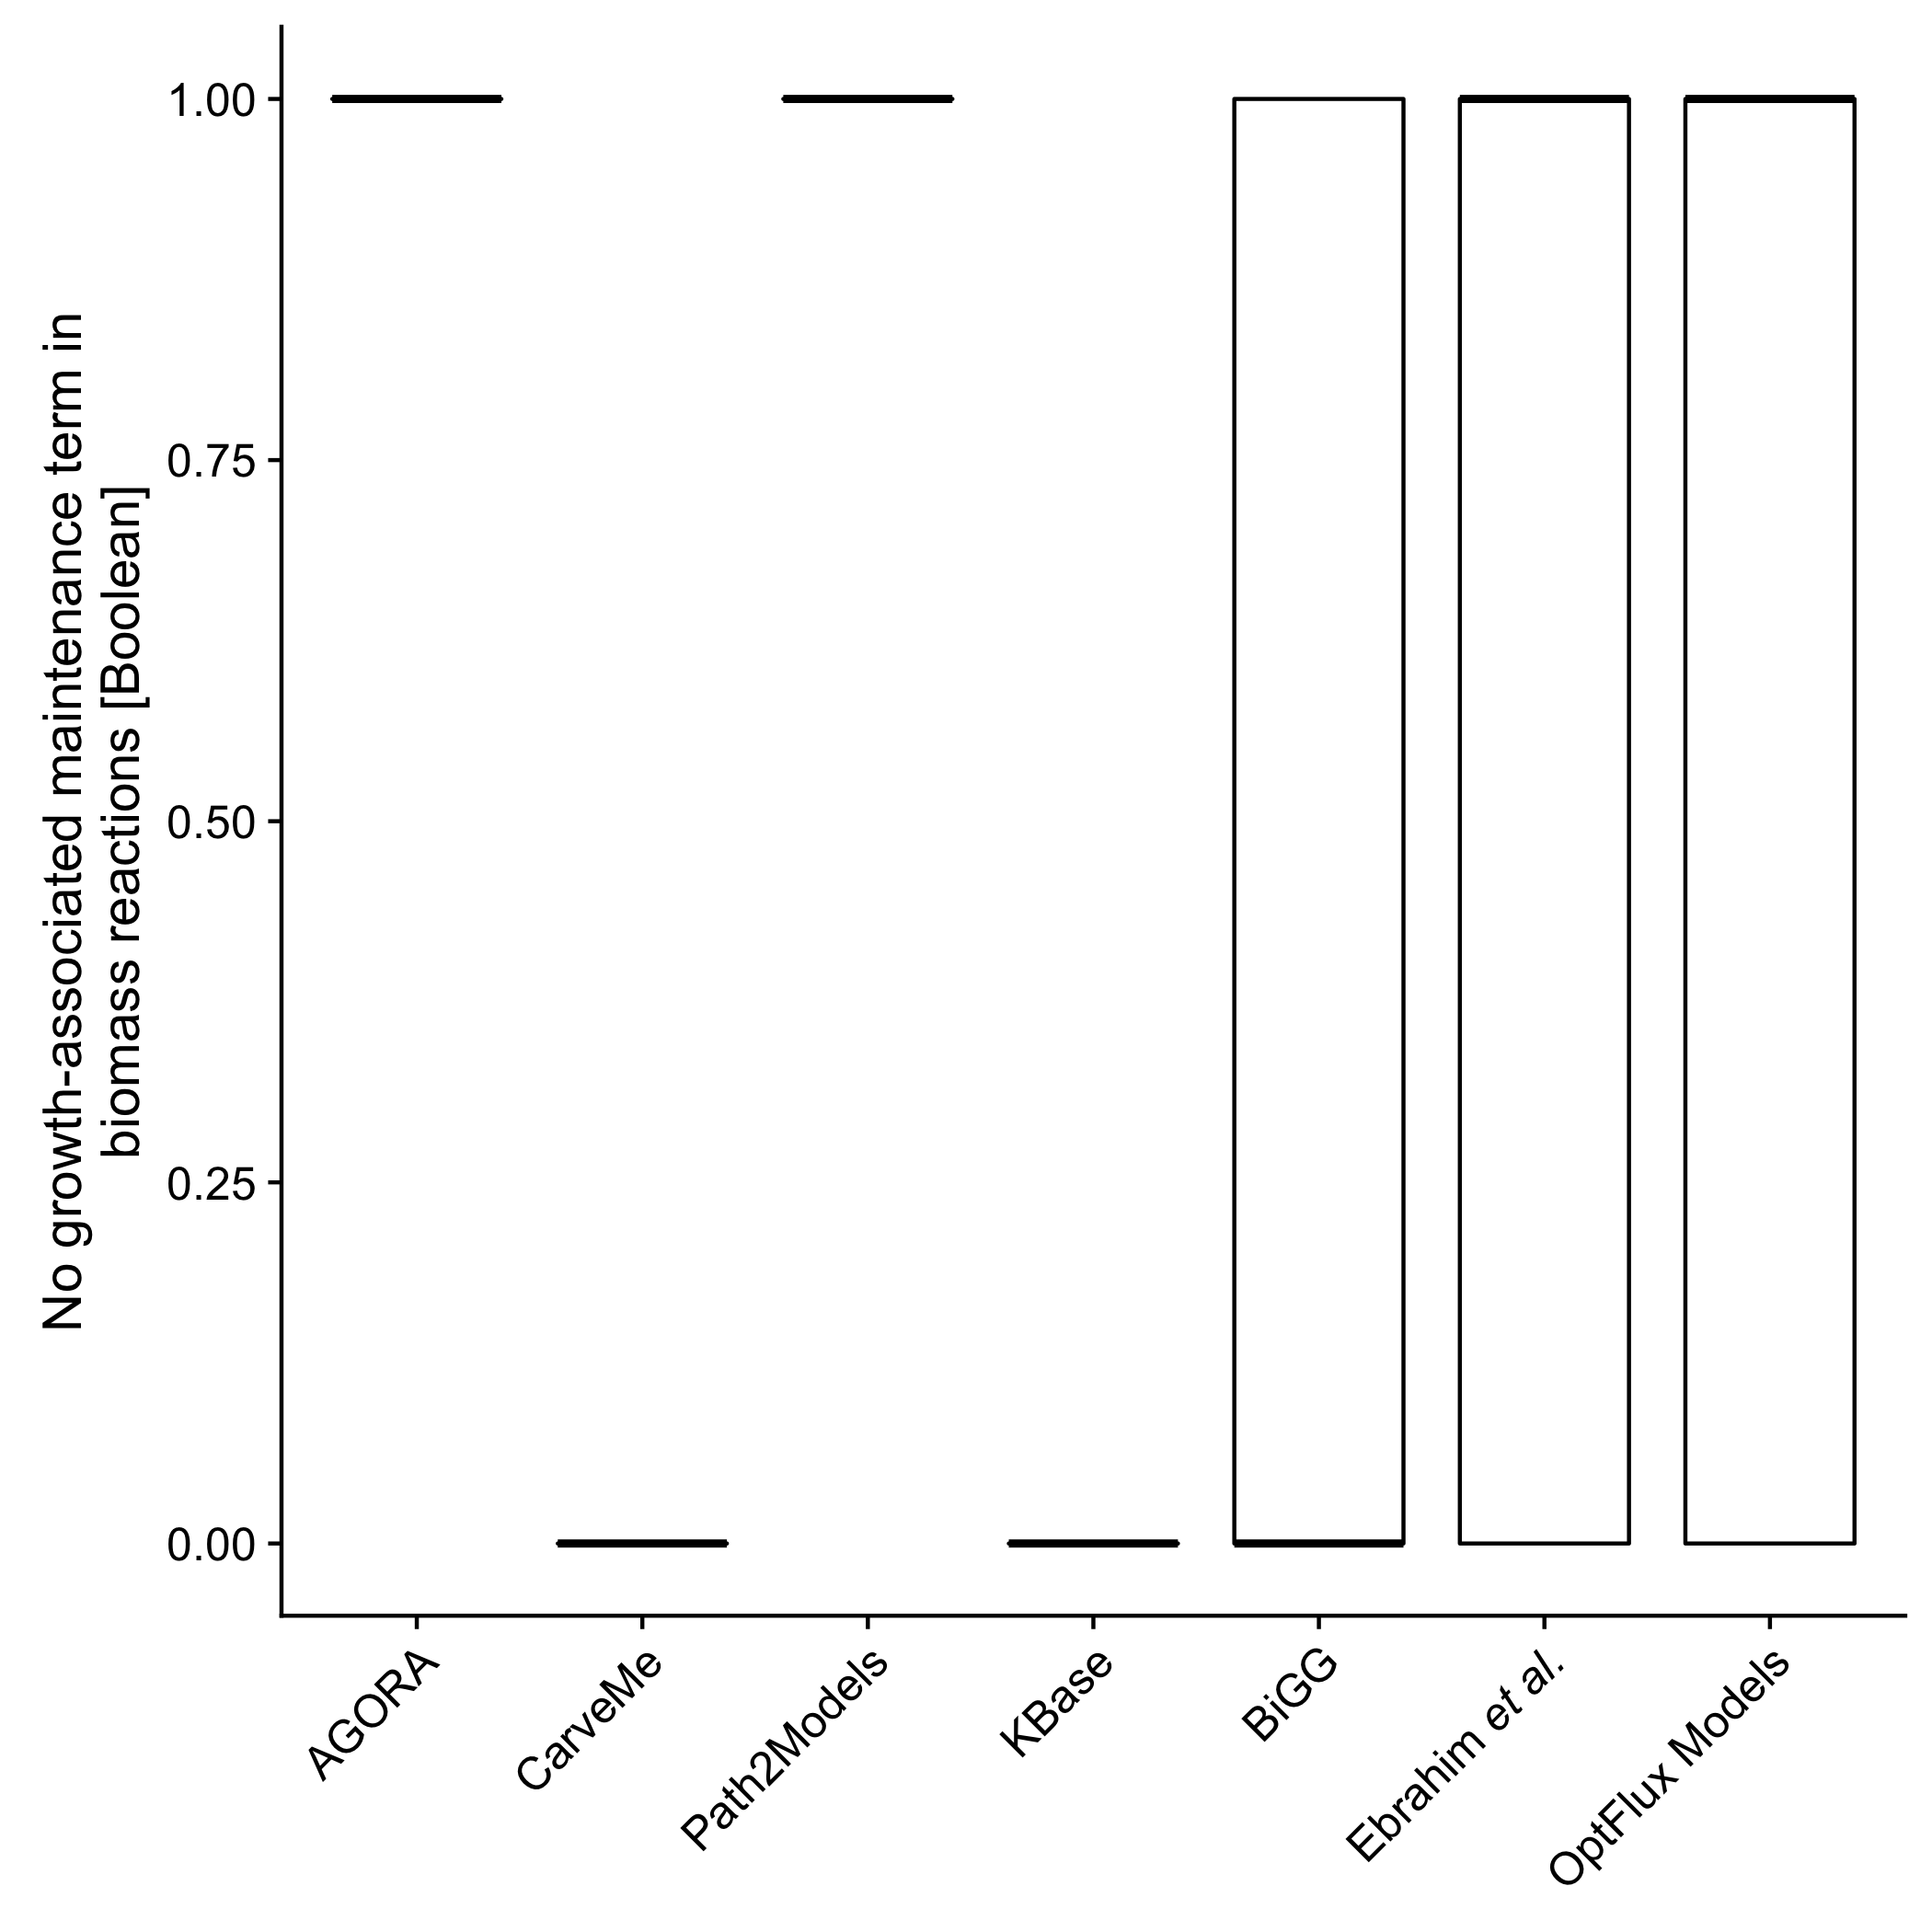 No growth-associated maintenance term in
biomass reactions [Boolean]
1.00
0.75
0.50
0.25
0.00
AGORA
CarveMe
Path2Models
KBase
BiGG
Ebrahim et al.
OptFlux Models